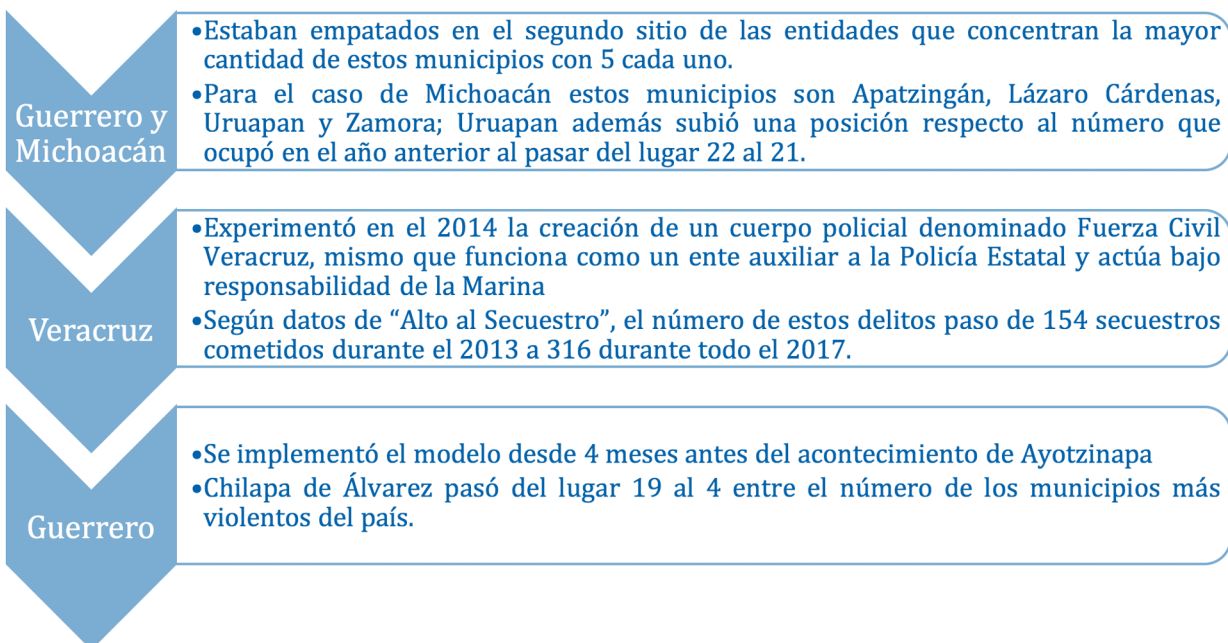 Guerrero y
Michoacán
•Estaban empatados en el segundo sitio de las entidades que concentran la mayor
cantidad de estos municipios con 5 cada uno.
•Para el caso de Michoacán estos municipios son Apatzingán, Lázaro Cárdenas,
Uruapan y Zamora; Uruapan además subió una posición respecto al número que
ocupó en el año anterior al pasar del lugar 22 al 21.
Veracruz
•Experimentó en el 2014 la creación de un cuerpo policial denominado Fuerza Civil
Veracruz, mismo que funciona como un ente auxiliar a la Policía Estatal y actúa bajo
responsabilidad de la Marina
•Según datos de “Alto al Secuestro”, el número de estos delitos paso de 154 secuestros
cometidos durante el 2013 a 316 durante todo el 2017.
Guerrero
•Se implementó el modelo desde 4 meses antes del acontecimiento de Ayotzinapa
•Chilapa de Álvarez pasó del lugar 19 al 4 entre el número de los municipios más
violentos del país.